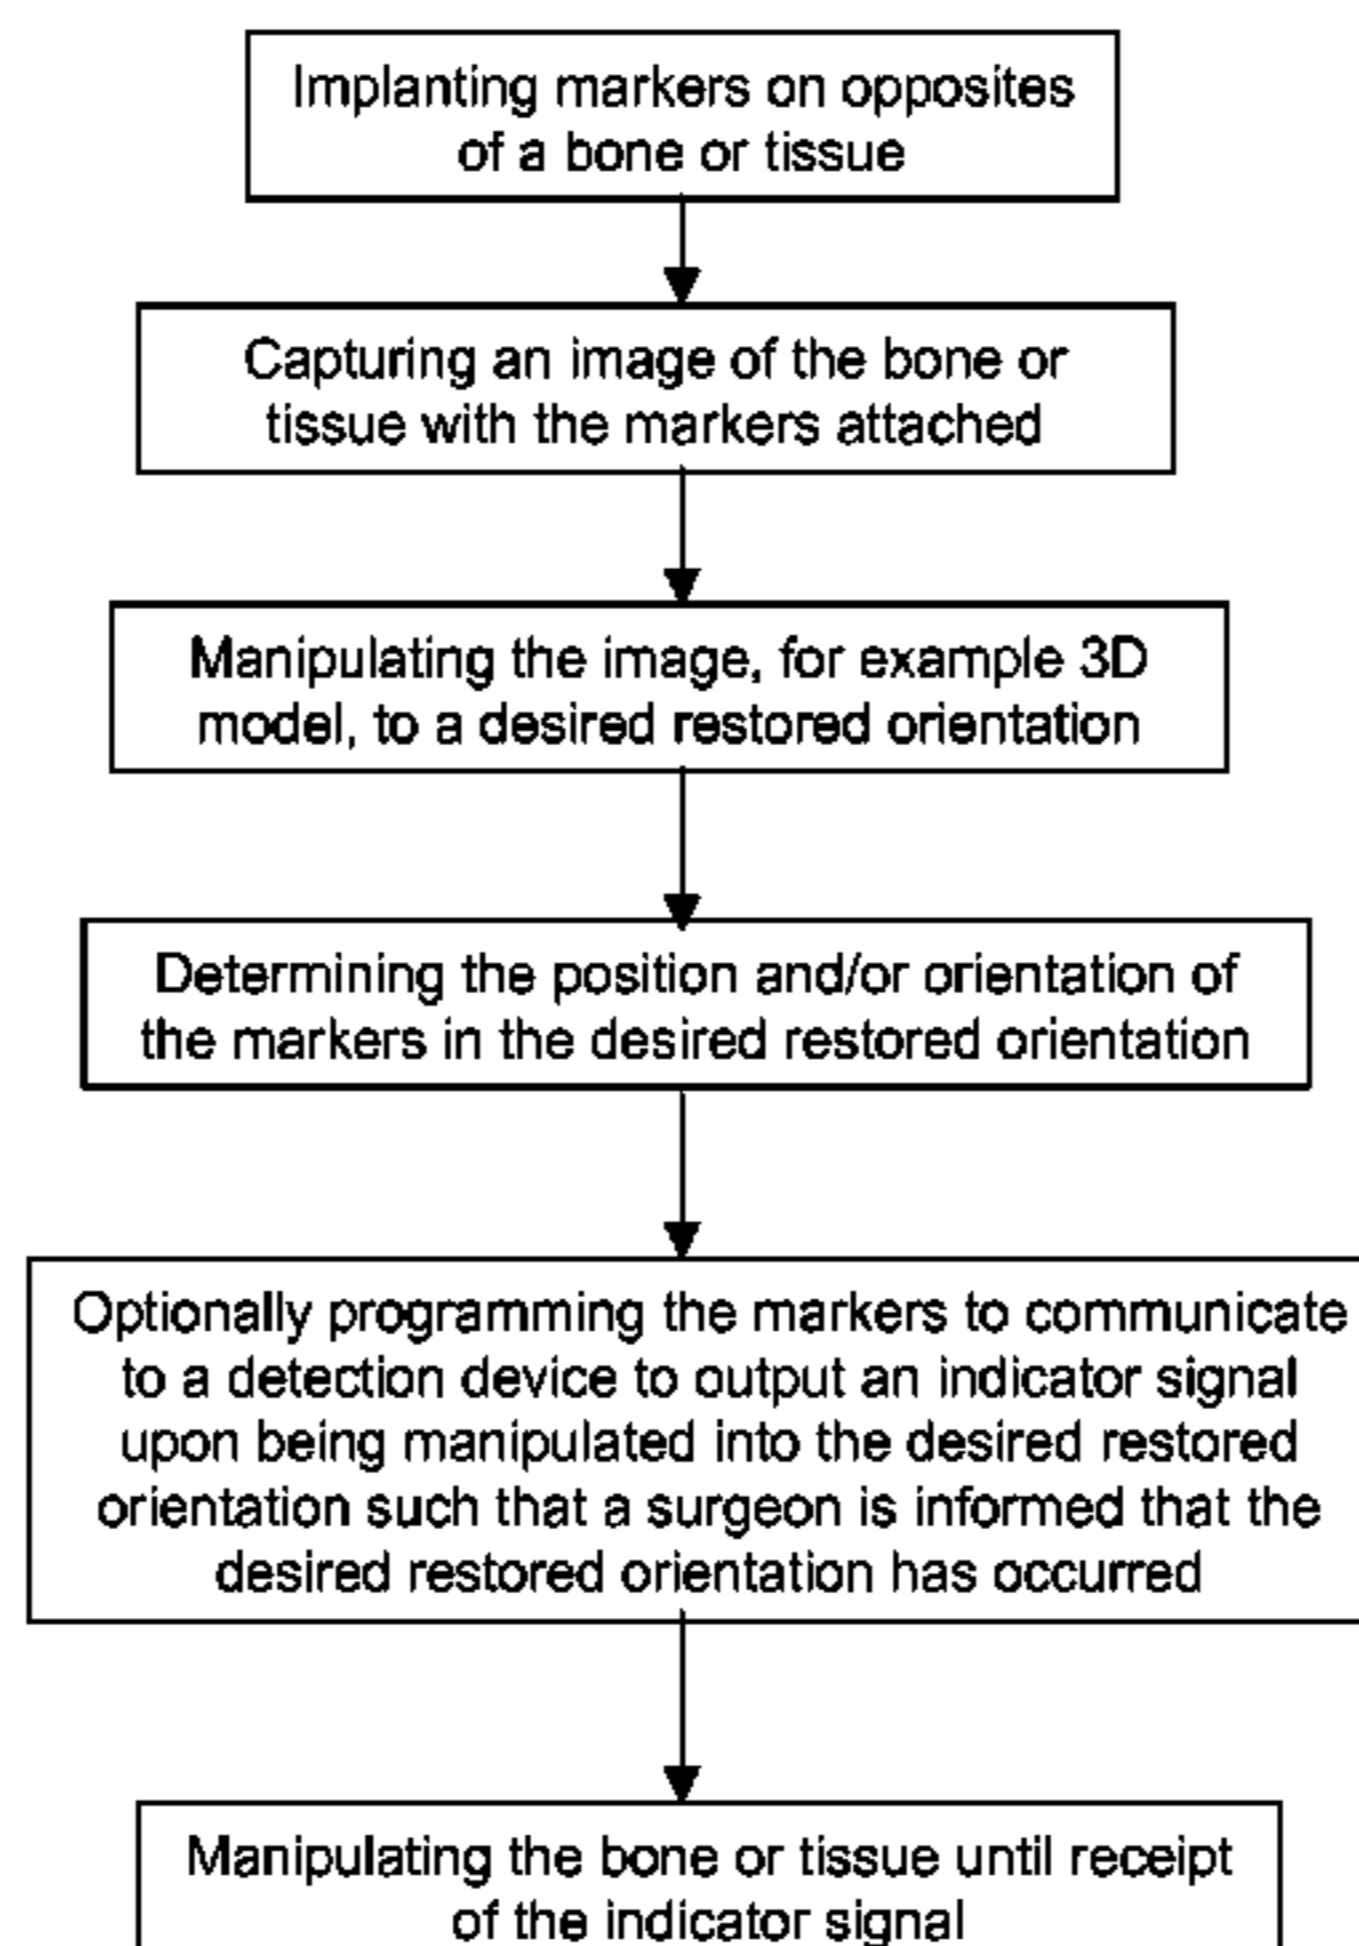 Implanting markers on opposites
of a bone or tissue
Capturing an image of the bone or
tissue with the markers attached
Manipulating the image, for example 3D
model, to a desired restored orientation
Determining the position and/or orientation of
the markers in the desired restored orientation
Optionally programming the markers to communicate
to a detection device to output an indicator signal
upon being manipulated into the desired restored
orientation such that a surgeon is informed that the
desired restored orientation has occurred
Manipulating the bone or tissue until receipt
of the indicator signal